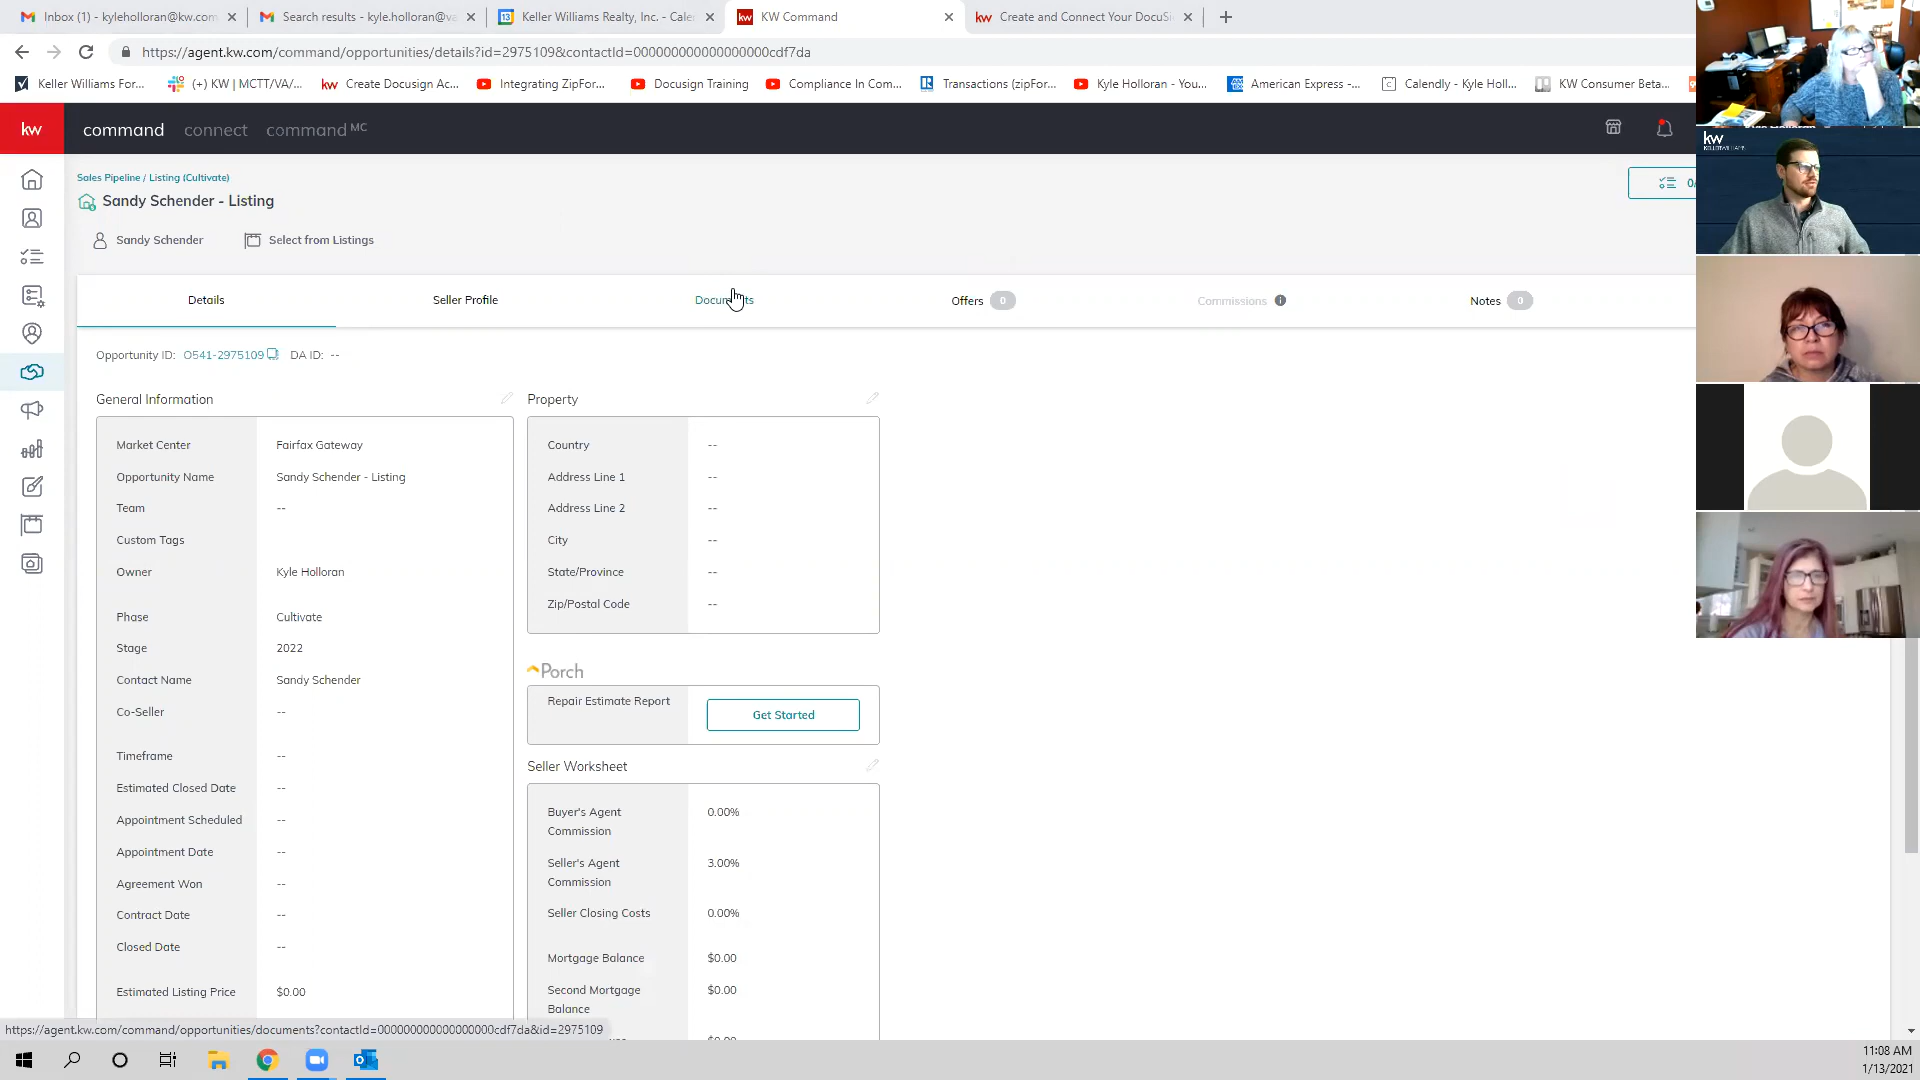 Inbox (1) - kyleholloran@kw.com
Search results - kyle.holloran@va
Keller Williams Realty, Inc. - Cale
KW Command
Create and Connect Your DocuSi
https://agent.kw.com/command/opportunities/details?id=2975109&contactId=000000000000000000cdf7da
Keller Williams For...
(+) KW | MCTT/VA/...
Create Docusign Ac...
Integrating ZipFor...
Docusign Training
Compliance In Com...
Transactions (zipFor...
Kyle Holloran - You...
American Express -...
Calendly - Kyle Holl...
KW Consumer Beta...
kw
command
connect
command MC
Sales Pipeline / Listing (Cultivate)
Sandy Schender - Listing
Sandy Schender
Select from Listings
Details
Seller Profile
Documents
Offers 0
Commissions
Notes 0
Opportunity ID: O541-2975109 DA ID: --
General Information
Market Center Fairfax Gateway
Opportunity Name Sandy Schender - Listing
Team --
Custom Tags
Owner Kyle Holloran
Phase Cultivate
Stage 2022
Contact Name Sandy Schender
Co-Seller --
Timeframe --
Estimated Closed Date --
Appointment Scheduled --
Appointment Date --
Agreement Won --
Contract Date --
Closed Date --
Estimated Listing Price $0.00
Property
Country --
Address Line 1 --
Address Line 2 --
City --
State/Province --
Zip/Postal Code --
Porch
Repair Estimate Report
Get Started
Seller Worksheet
Buyer's Agent Commission 0.00%
Seller's Agent Commission 3.00%
Seller Closing Costs 0.00%
Mortgage Balance $0.00
Second Mortgage Balance $0.00
https://agent.kw.com/command/opportunities/documents?contactId=000000000000000000cdf7da&id=2975109
kw
11:08 AM
1/13/2021